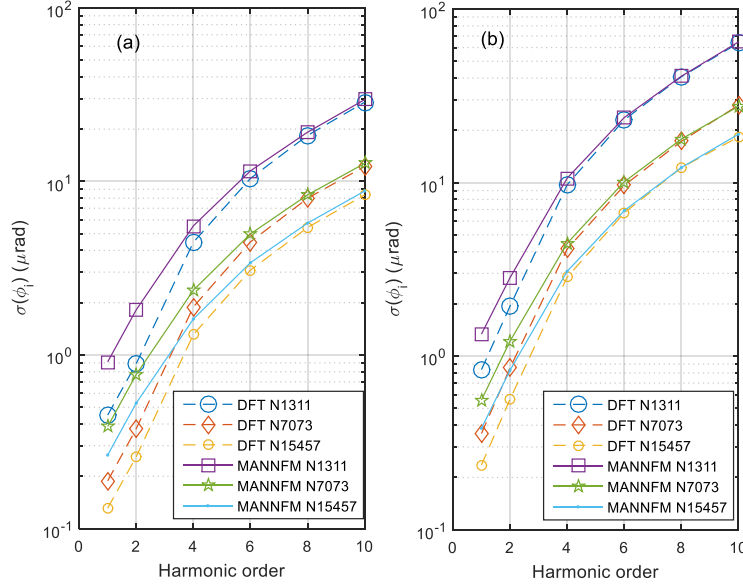 (a)
10^2
10^1
10^0
10^-1
σ(ϕ_i) (μrad)
0 2 4 6 8 10
Harmonic order
DFT N1311
DFT N7073
DFT N15457
MANNFM N1311
MANNFM N7073
MANNFM N15457
(b)
10^2
10^1
10^0
10^-1
σ(ϕ_i) (μrad)
0 2 4 6 8 10
Harmonic order
DFT N1311
DFT N7073
DFT N15457
MANNFM N1311
MANNFM N7073
MANNFM N15457